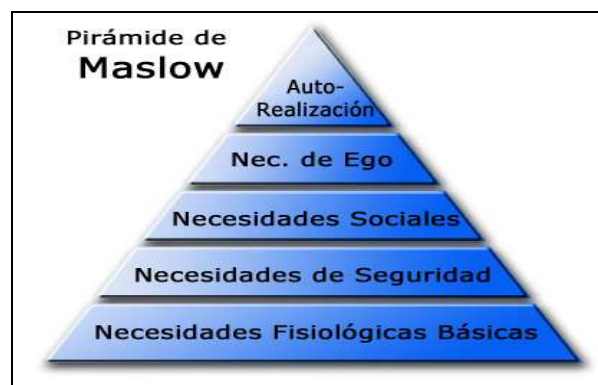 Pirámide de
Maslow
Auto-
Realización
Nec. de Ego
Necesidades Sociales
Necesidades de Seguridad
Necesidades Fisiológicas Básicas